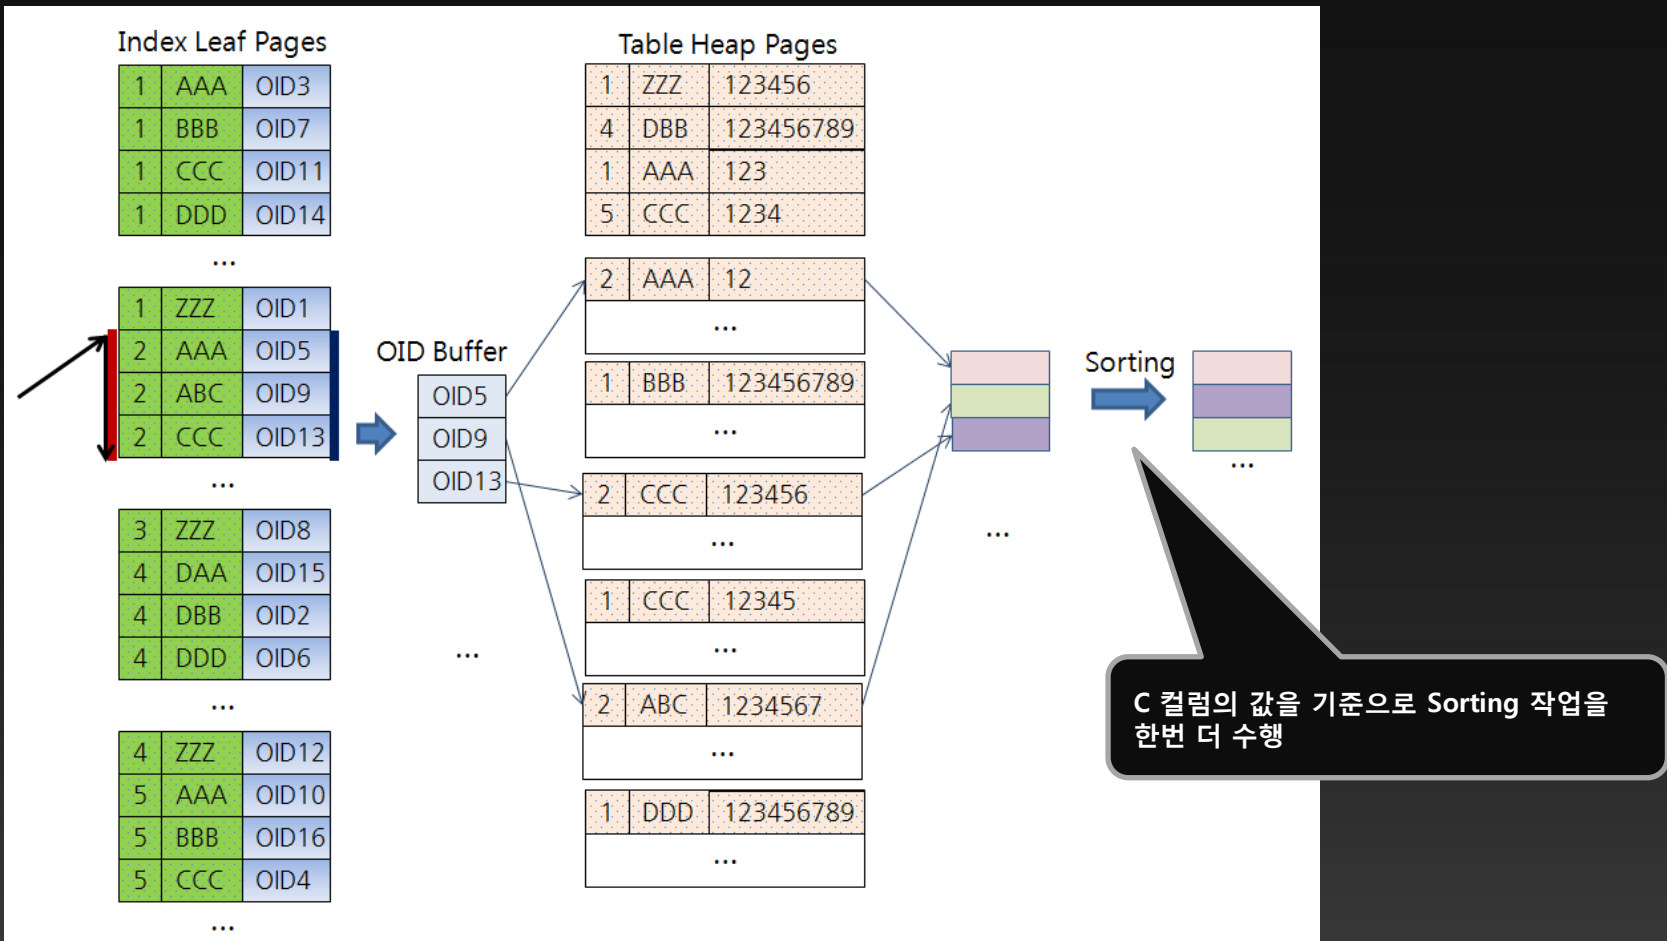 Index Leaf Pages
1 AAA OID3
1 BBB OID7
1 CCC OID11
1 DDD OID14
...
1 ZZZ OID1
2 AAA OID5
2 ABC OID9
2 CCC OID13
...
3 ZZZ OID8
4 DAA OID15
4 DBB OID2
4 DDD OID6
...
4 ZZZ OID12
5 AAA OID10
5 BBB OID16
5 CCC OID4
...
OID Buffer
OID5
OID9
OID13
...
Table Heap Pages
1 ZZZ 123456
4 DBB 123456789
1 AAA 123
5 CCC 1234
2 AAA 12
...
1 BBB 123456789
...
2 CCC 123456
...
1 CCC 12345
...
2 ABC 1234567
...
1 DDD 123456789
...
...
Sorting
...
C 컬럼의 값을 기준으로 Sorting 작업을
한번 더 수행